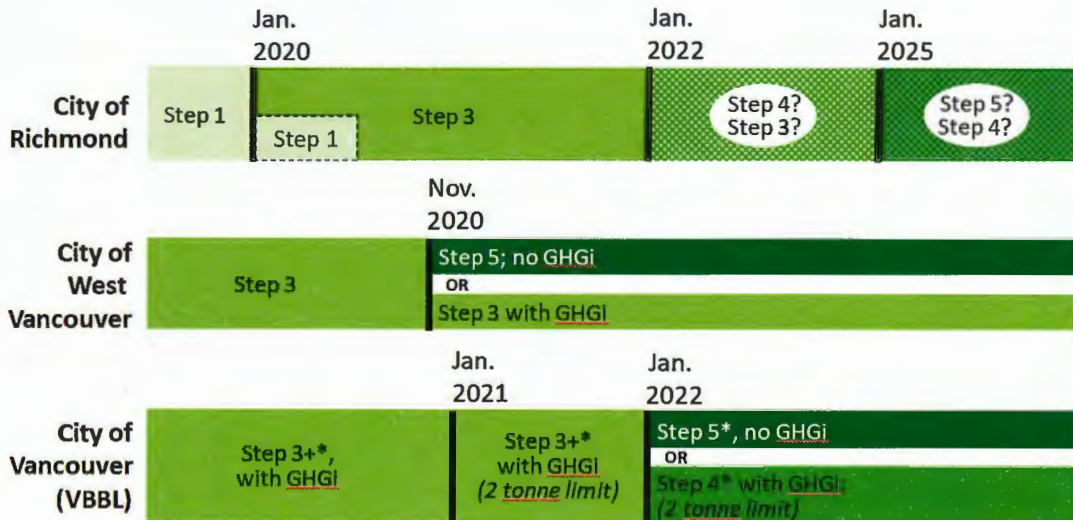 Jan.
2020
Jan.
2022
Jan.
2025
City of
Richmond
Step 1
Step 1
Step 3
Step 4?
Step 3?
Step 5?
Step 4?
Nov.
2020
City of
West
Vancouver
Step 3
Step 5; no GHGi
OR
Step 3 with GHGi
Jan.
2021
Jan.
2022
City of
Vancouver
(VBBL)
Step 3+*,
with GHGi
Step 3+*
with GHGi
(2 tonne limit)
Step 5*, no GHGi
OR
Step 4* with GHGi;
(2 tonne limit)